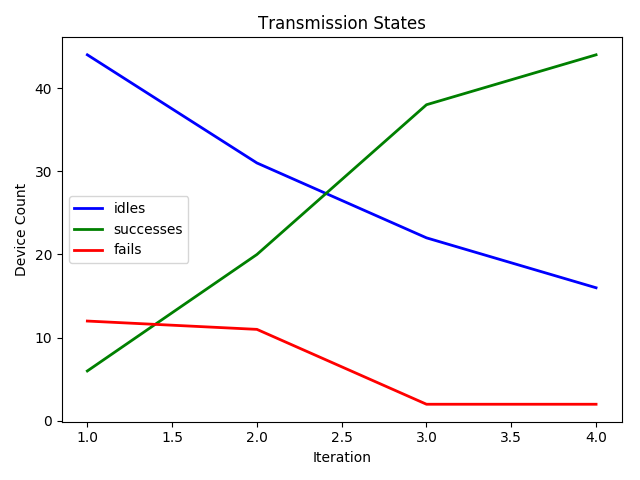 Transmission States
Device Count
40
30
20
10
0
idles
successes
fails
1.0 1.5 2.0 2.5 3.0 3.5 4.0
Iteration